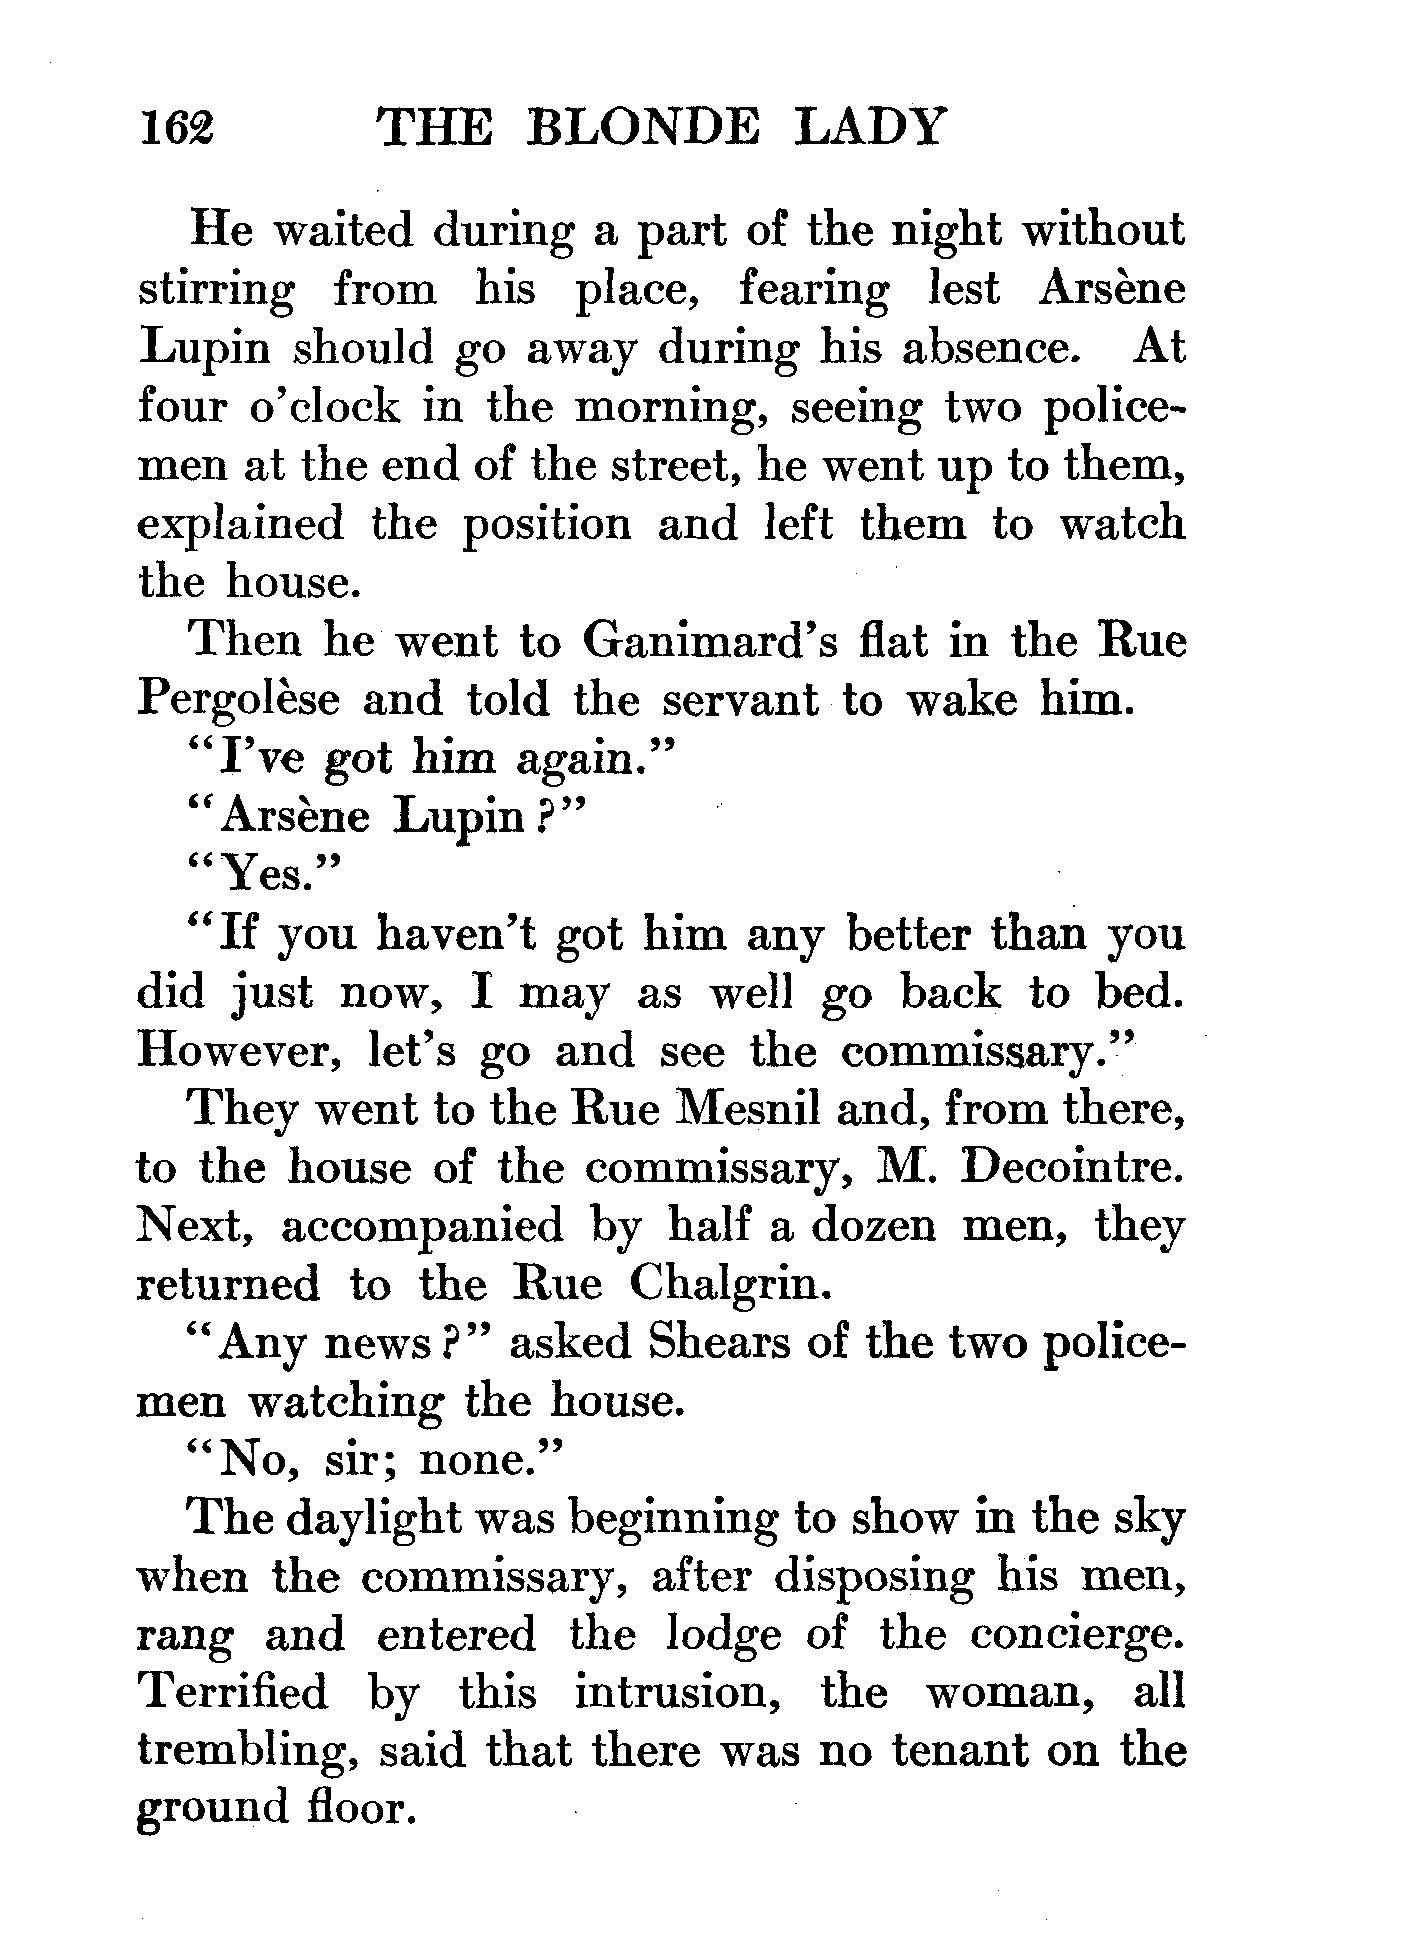 162 THE BLONDE LADY
He waited during a part of the night without
stirring from his place, fearing lest Arsène
Lupin should go away during his absence. At
four o'clock in the morning, seeing two police-
men at the end of the street, he went up to them,
explained the position and left them to watch
the house.
Then he went to Ganimard's flat in the Rue
Pergolèse and told the servant to wake him.
"I've got him again."
"Arsène Lupin?"
"Yes."
"If you haven't got him any better than you
did just now, I may as well go back to bed.
However, let's go and see the commissary."
They went to the Rue Mesnil and, from there,
to the house of the commissary, M. Decointre.
Next, accompanied by half a dozen men, they
returned to the Rue Chalgrin.
"Any news?" asked Shears of the two police-
men watching the house.
"No, sir; none."
The daylight was beginning to show in the sky
when the commissary, after disposing his men,
rang and entered the lodge of the concierge.
Terrified by this intrusion, the woman, all
trembling, said that there was no tenant on the
ground floor.